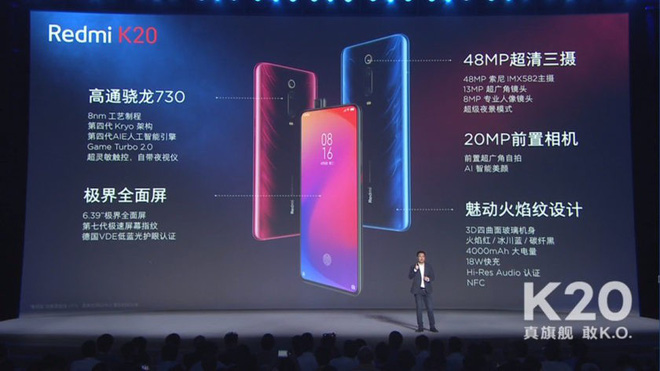 Redmi K20
高通骁龙730
8nm 工艺制程
第四代 Kryo 架构
第四代AIE人工智能引擎
Game Turbo 2.0
超灵敏触控，自带夜视仪
极界全面屏
6.39"极界全面屏
第七代极速屏幕指纹
德国VDE低蓝光护眼认证
08
16
Redmi
48MP超清三摄
48MP 索尼 IMX582主摄
13MP 超广角镜头
8MP 专业人像镜头
超级夜景模式
20MP前置相机
前置超广角自拍
AI 智能美颜
魅动火焰纹设计
3D四曲面玻璃机身
火焰红 / 冰川蓝 / 碳纤黑
4000mAh 大电量
18W快充
Hi-Res Audio 认证
NFC
K20
真旗舰 敢K.O.